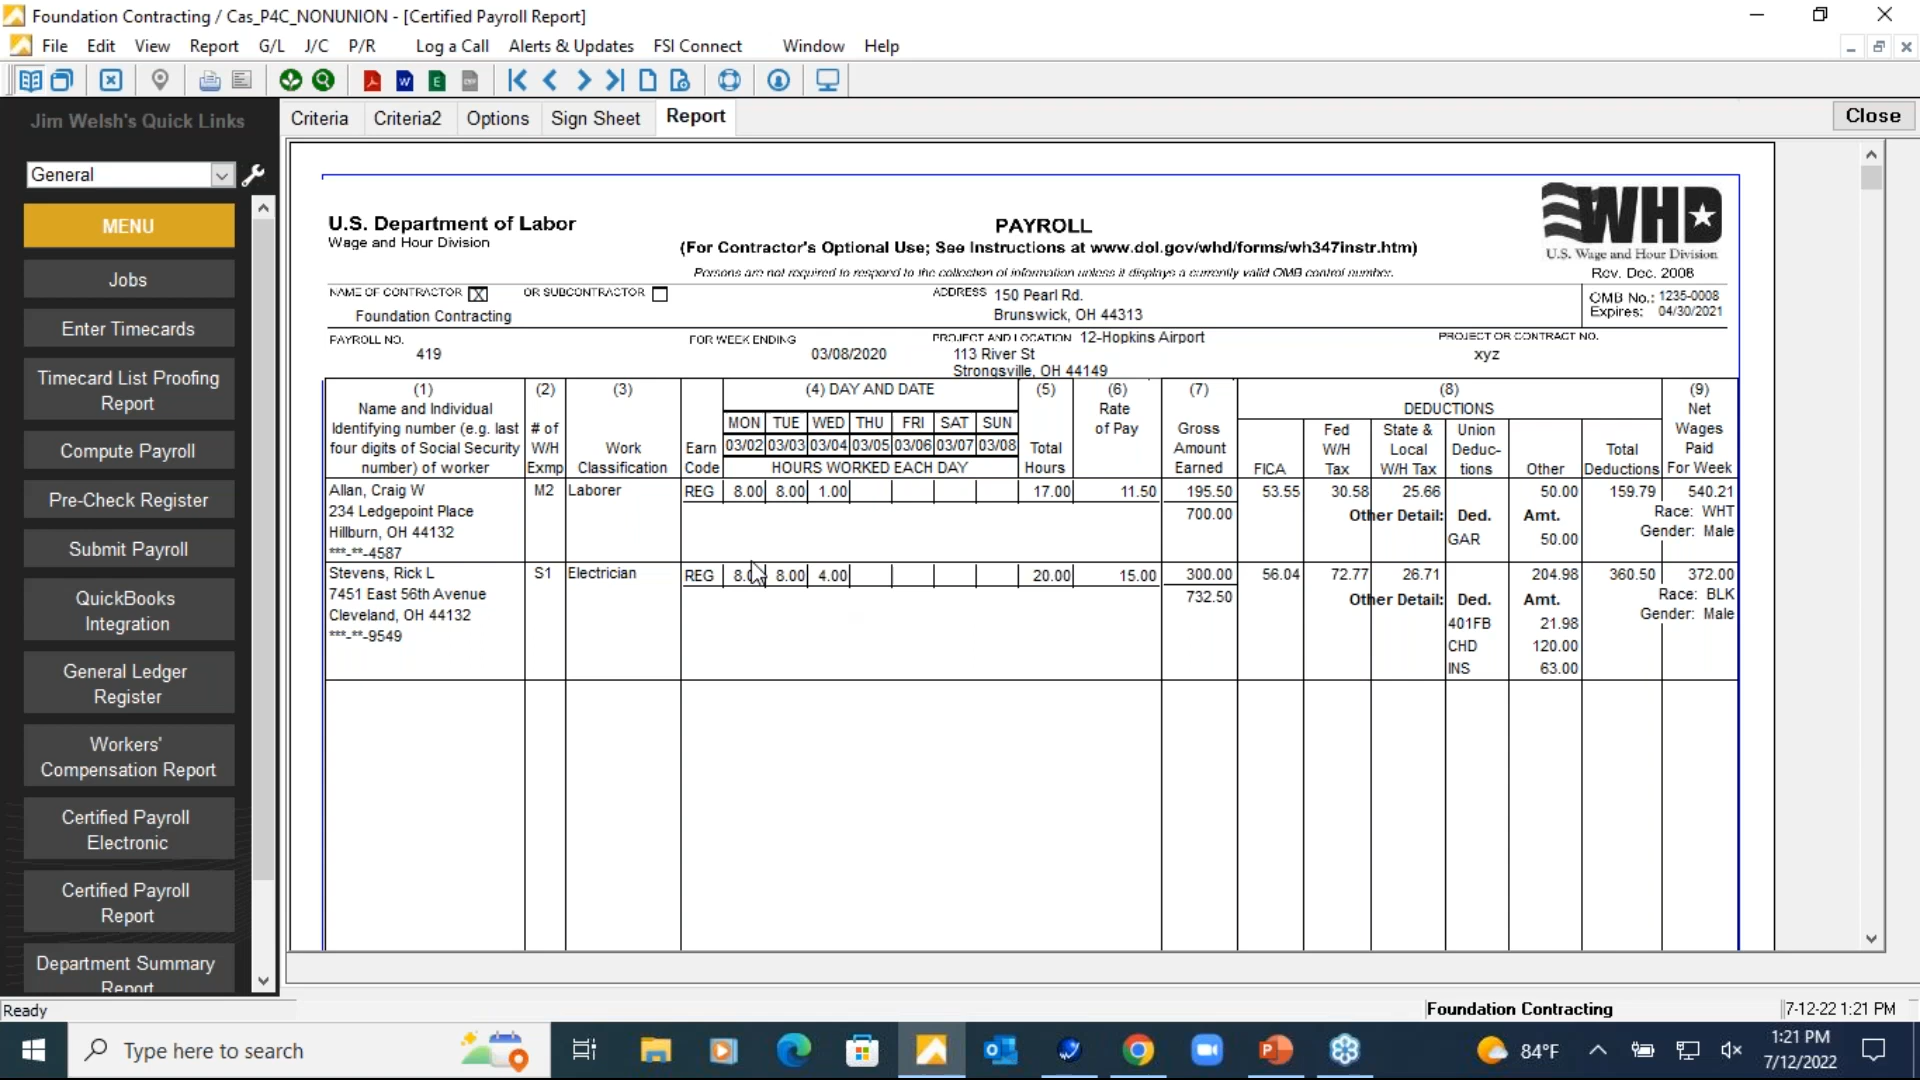 Foundation Contracting / Cas_P4C_NONUNION - [Certified Payroll Report]
File Edit View Report G/L J/C P/R Log a Call Alerts & Updates FSI Connect Window Help
Jim Welsh's Quick Links
General
MENU
Jobs
Enter Timecards
Timecard List Proofing
Report
Compute Payroll
Pre-Check Register
Submit Payroll
QuickBooks
Integration
General Ledger
Register
Workers'
Compensation Report
Certified Payroll
Electronic
Certified Payroll
Report
Department Summary
Report
Criteria Criteria2 Options Sign Sheet Report Close
U.S. Department of Labor
Wage and Hour Division
PAYROLL
(For Contractor's Optional Use; See Instructions at www.dol.gov/whd/forms/wh347instr.htm)
Persons are not required to respond to the collection of information unless it displays a currently valid OMB control number.
WHD
U.S. Wage and Hour Division
Rev. Dec. 2008
NAME OF CONTRACTOR X OR SUBCONTRACTOR
Foundation Contracting
ADDRESS 150 Pearl Rd.
Brunswick, OH 44313
OMB No.: 1235-0008
Expires: 04/30/2021
PAYROLL NO.
419
FOR WEEK ENDING
03/08/2020
PROJECT AND LOCATION 12-Hopkins Airport
113 River St
Strongsville, OH 44149
PROJECT OR CONTRACT NO.
xyz
(1)
Name and Individual
Identifying number (e.g. last
four digits of Social Security
number) of worker
(2)
# of
W/H
Exmp
(3)
Work
Classification
Earn
Code
(4) DAY AND DATE
MON TUE WED THU FRI SAT SUN
03/02 03/03 03/04 03/05 03/06 03/07 03/08
HOURS WORKED EACH DAY
(5)
Total
Hours
(6)
Rate
of Pay
(7)
Gross
Amount
Earned
(8)
DEDUCTIONS
FICA
Fed
W/H
Tax
State &
Local
W/H Tax
Union
Deduc-
tions
Other
Total
Deductions
(9)
Net
Wages
Paid
For Week
Allan, Craig W M2 Laborer REG 8.00 8.00 1.00 17.00 11.50 195.50 53.55 30.58 25.66 50.00 159.79 540.21
234 Ledgepoint Place 700.00 Other Detail: Ded. Amt. Race: WHT
Hillburn, OH 44132 GAR 50.00 Gender: Male
***-**-4587
Stevens, Rick L S1 Electrician REG 8.0 8.00 4.00 20.00 15.00 300.00 56.04 72.77 26.71 204.98 360.50 372.00
7451 East 56th Avenue 732.50 Other Detail: Ded. Amt. Race: BLK
Cleveland, OH 44132 401FB 21.98 Gender: Male
***-**-9549 CHD 120.00
INS 63.00
Ready Foundation Contracting 7-12-22 1:21 PM
Type here to search
84°F
1:21 PM
7/12/2022